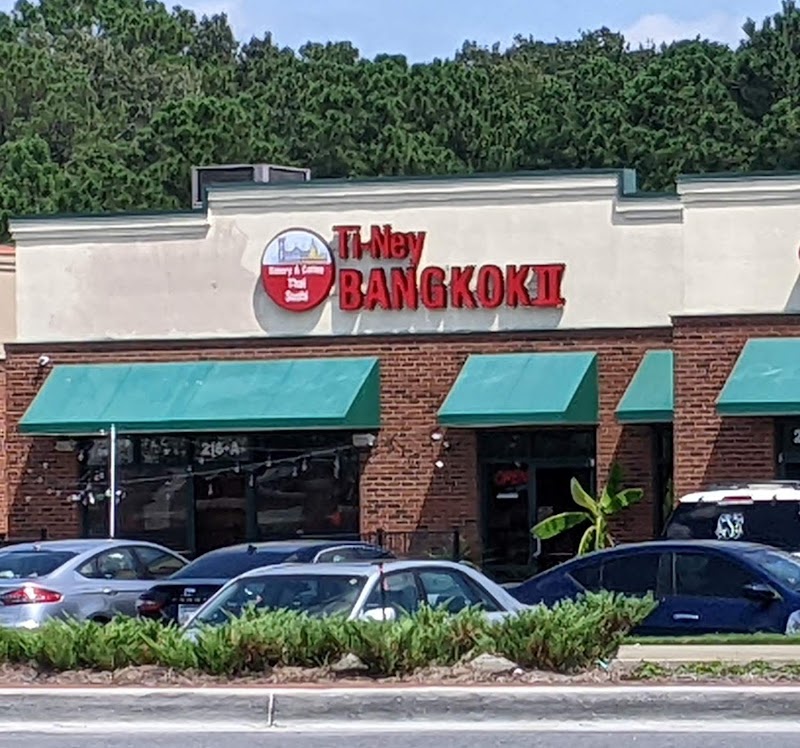 Ti-Ney
BANGKOK II
Thai
Sushi
216-A
OPEN